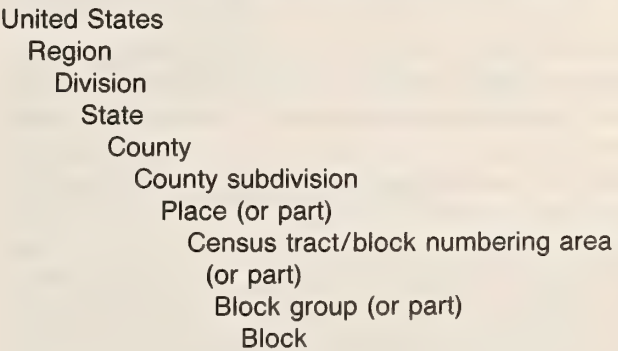 United States
Region
Division
State
County
County subdivision
Place (or part)
Census tract/block numbering area
(or part)
Block group (or part)
Block